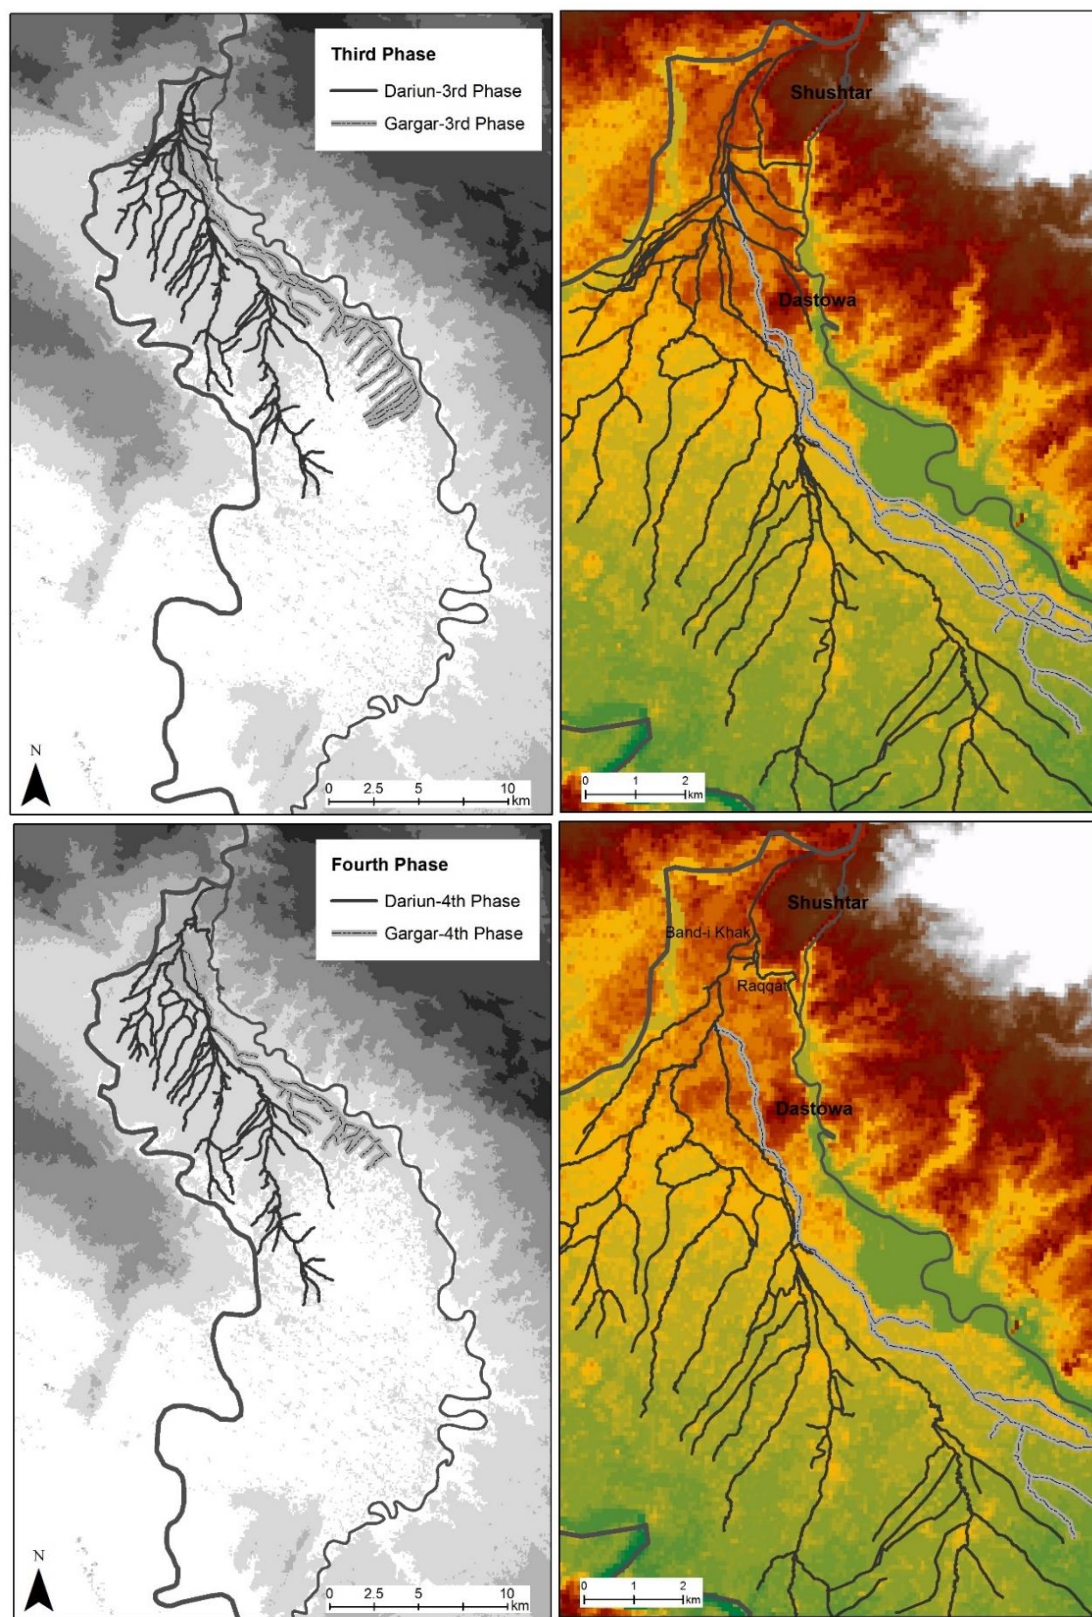 Third Phase
Dariun-3rd Phase
Gargar-3rd Phase
N
0 2.5 5 10
km
Shushtar
Dastowa
0 1 2
km
Fourth Phase
Dariun-4th Phase
Gargar-4th Phase
N
0 2.5 5 10
km
Shushtar
Band-i Khak
Raqqat
Dastowa
0 1 2
km